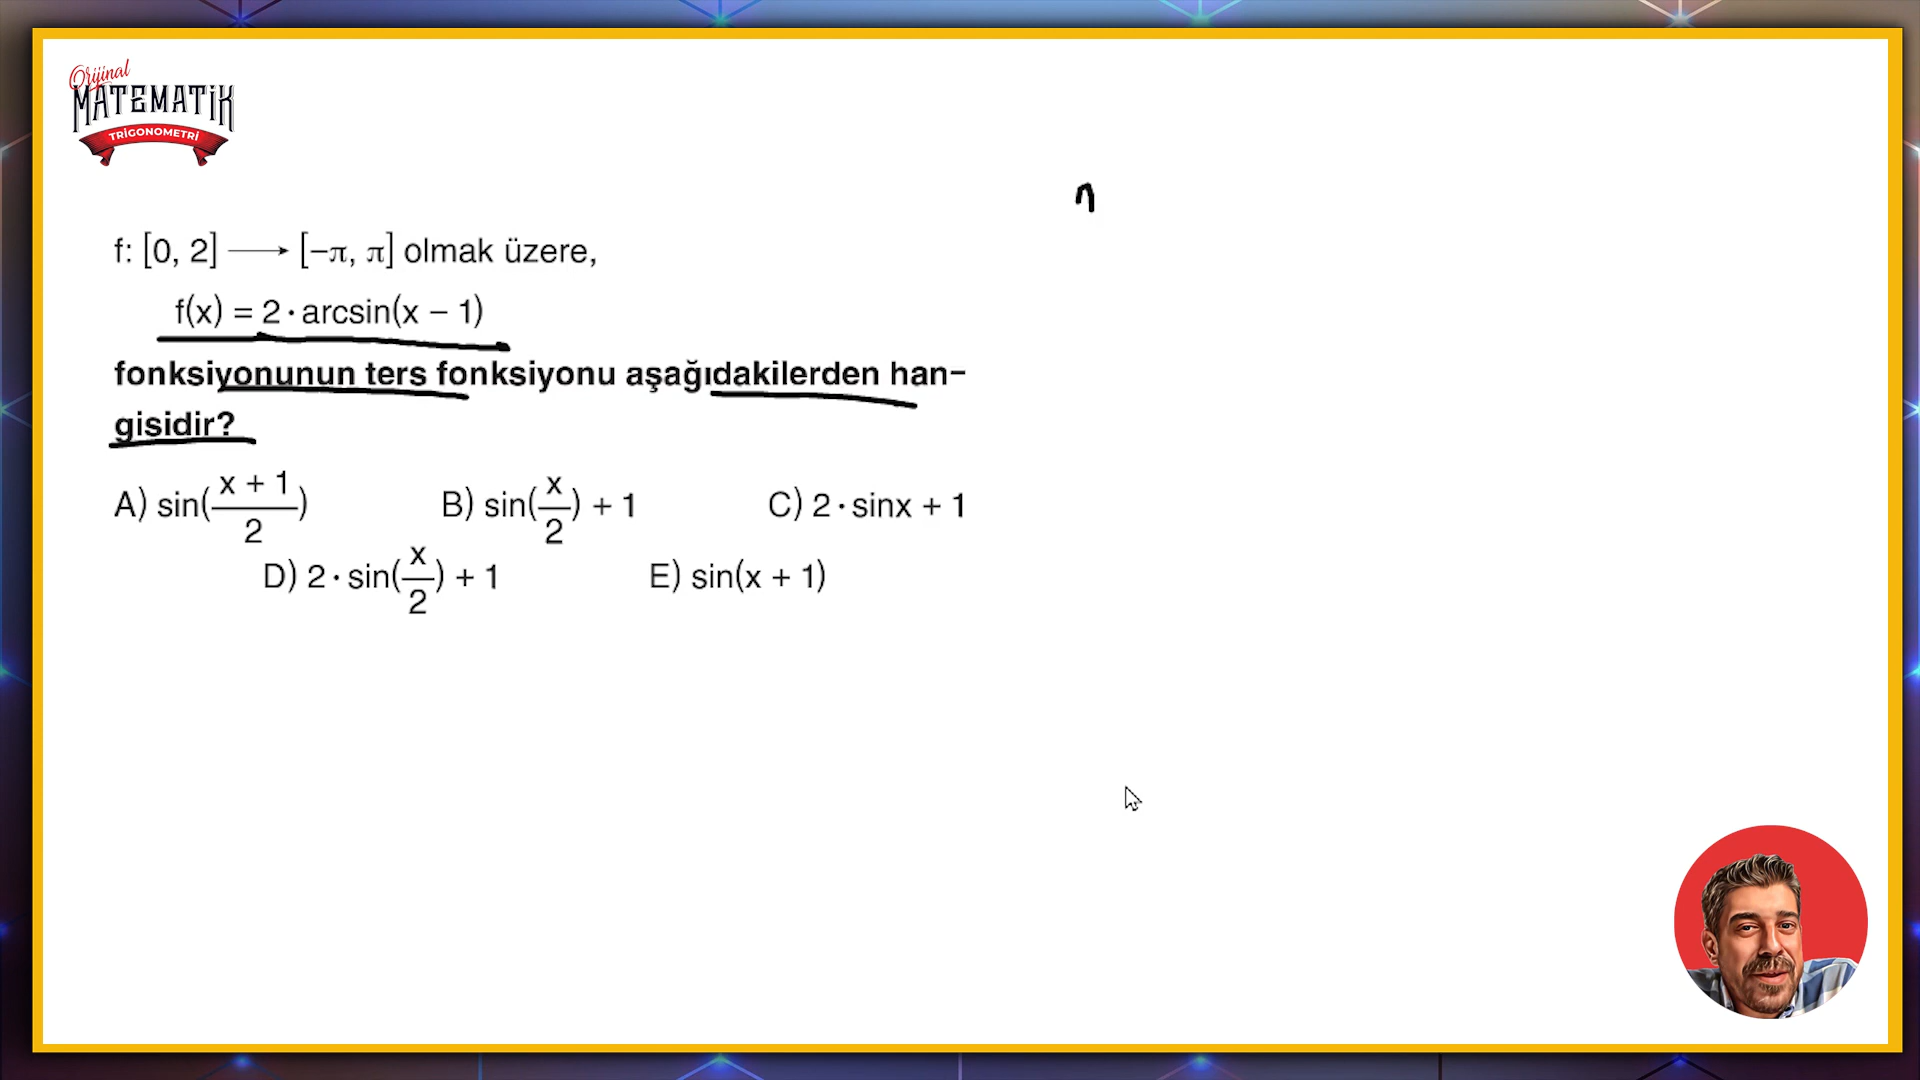 Orijinal
MATEMATİK
TRİGONOMETRİ
f: [0, 2] ⟶ [−π, π] olmak üzere,
f(x) = 2 · arcsin(x − 1)
fonksiyonunun ters fonksiyonu aşağıdakilerden han-
gisidir?
A) sin((x + 1)/2) B) sin(x/2) + 1 C) 2 · sinx + 1
D) 2 · sin(x/2) + 1 E) sin(x + 1)